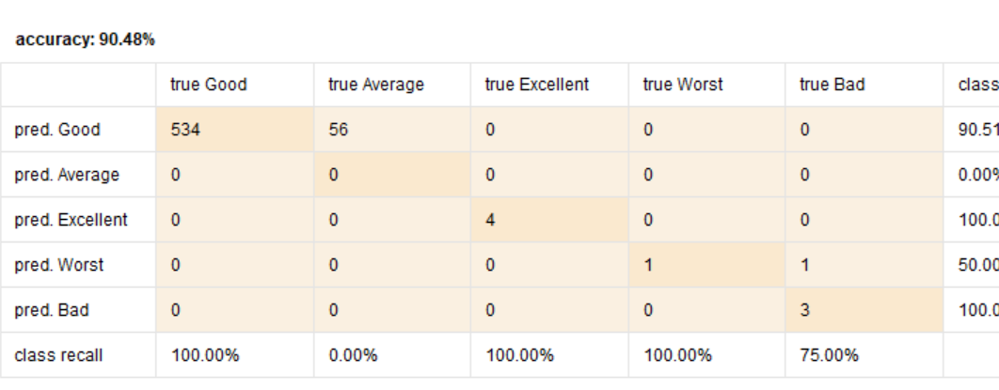 accuracy: 90.48%
true Good true Average true Excellent true Worst true Bad class
pred. Good 534 56 0 0 0 90.51
pred. Average 0 0 0 0 0 0.00%
pred. Excellent 0 0 4 0 0 100.0
pred. Worst 0 0 0 1 1 50.00
pred. Bad 0 0 0 0 3 100.0
class recall 100.00% 0.00% 100.00% 100.00% 75.00%